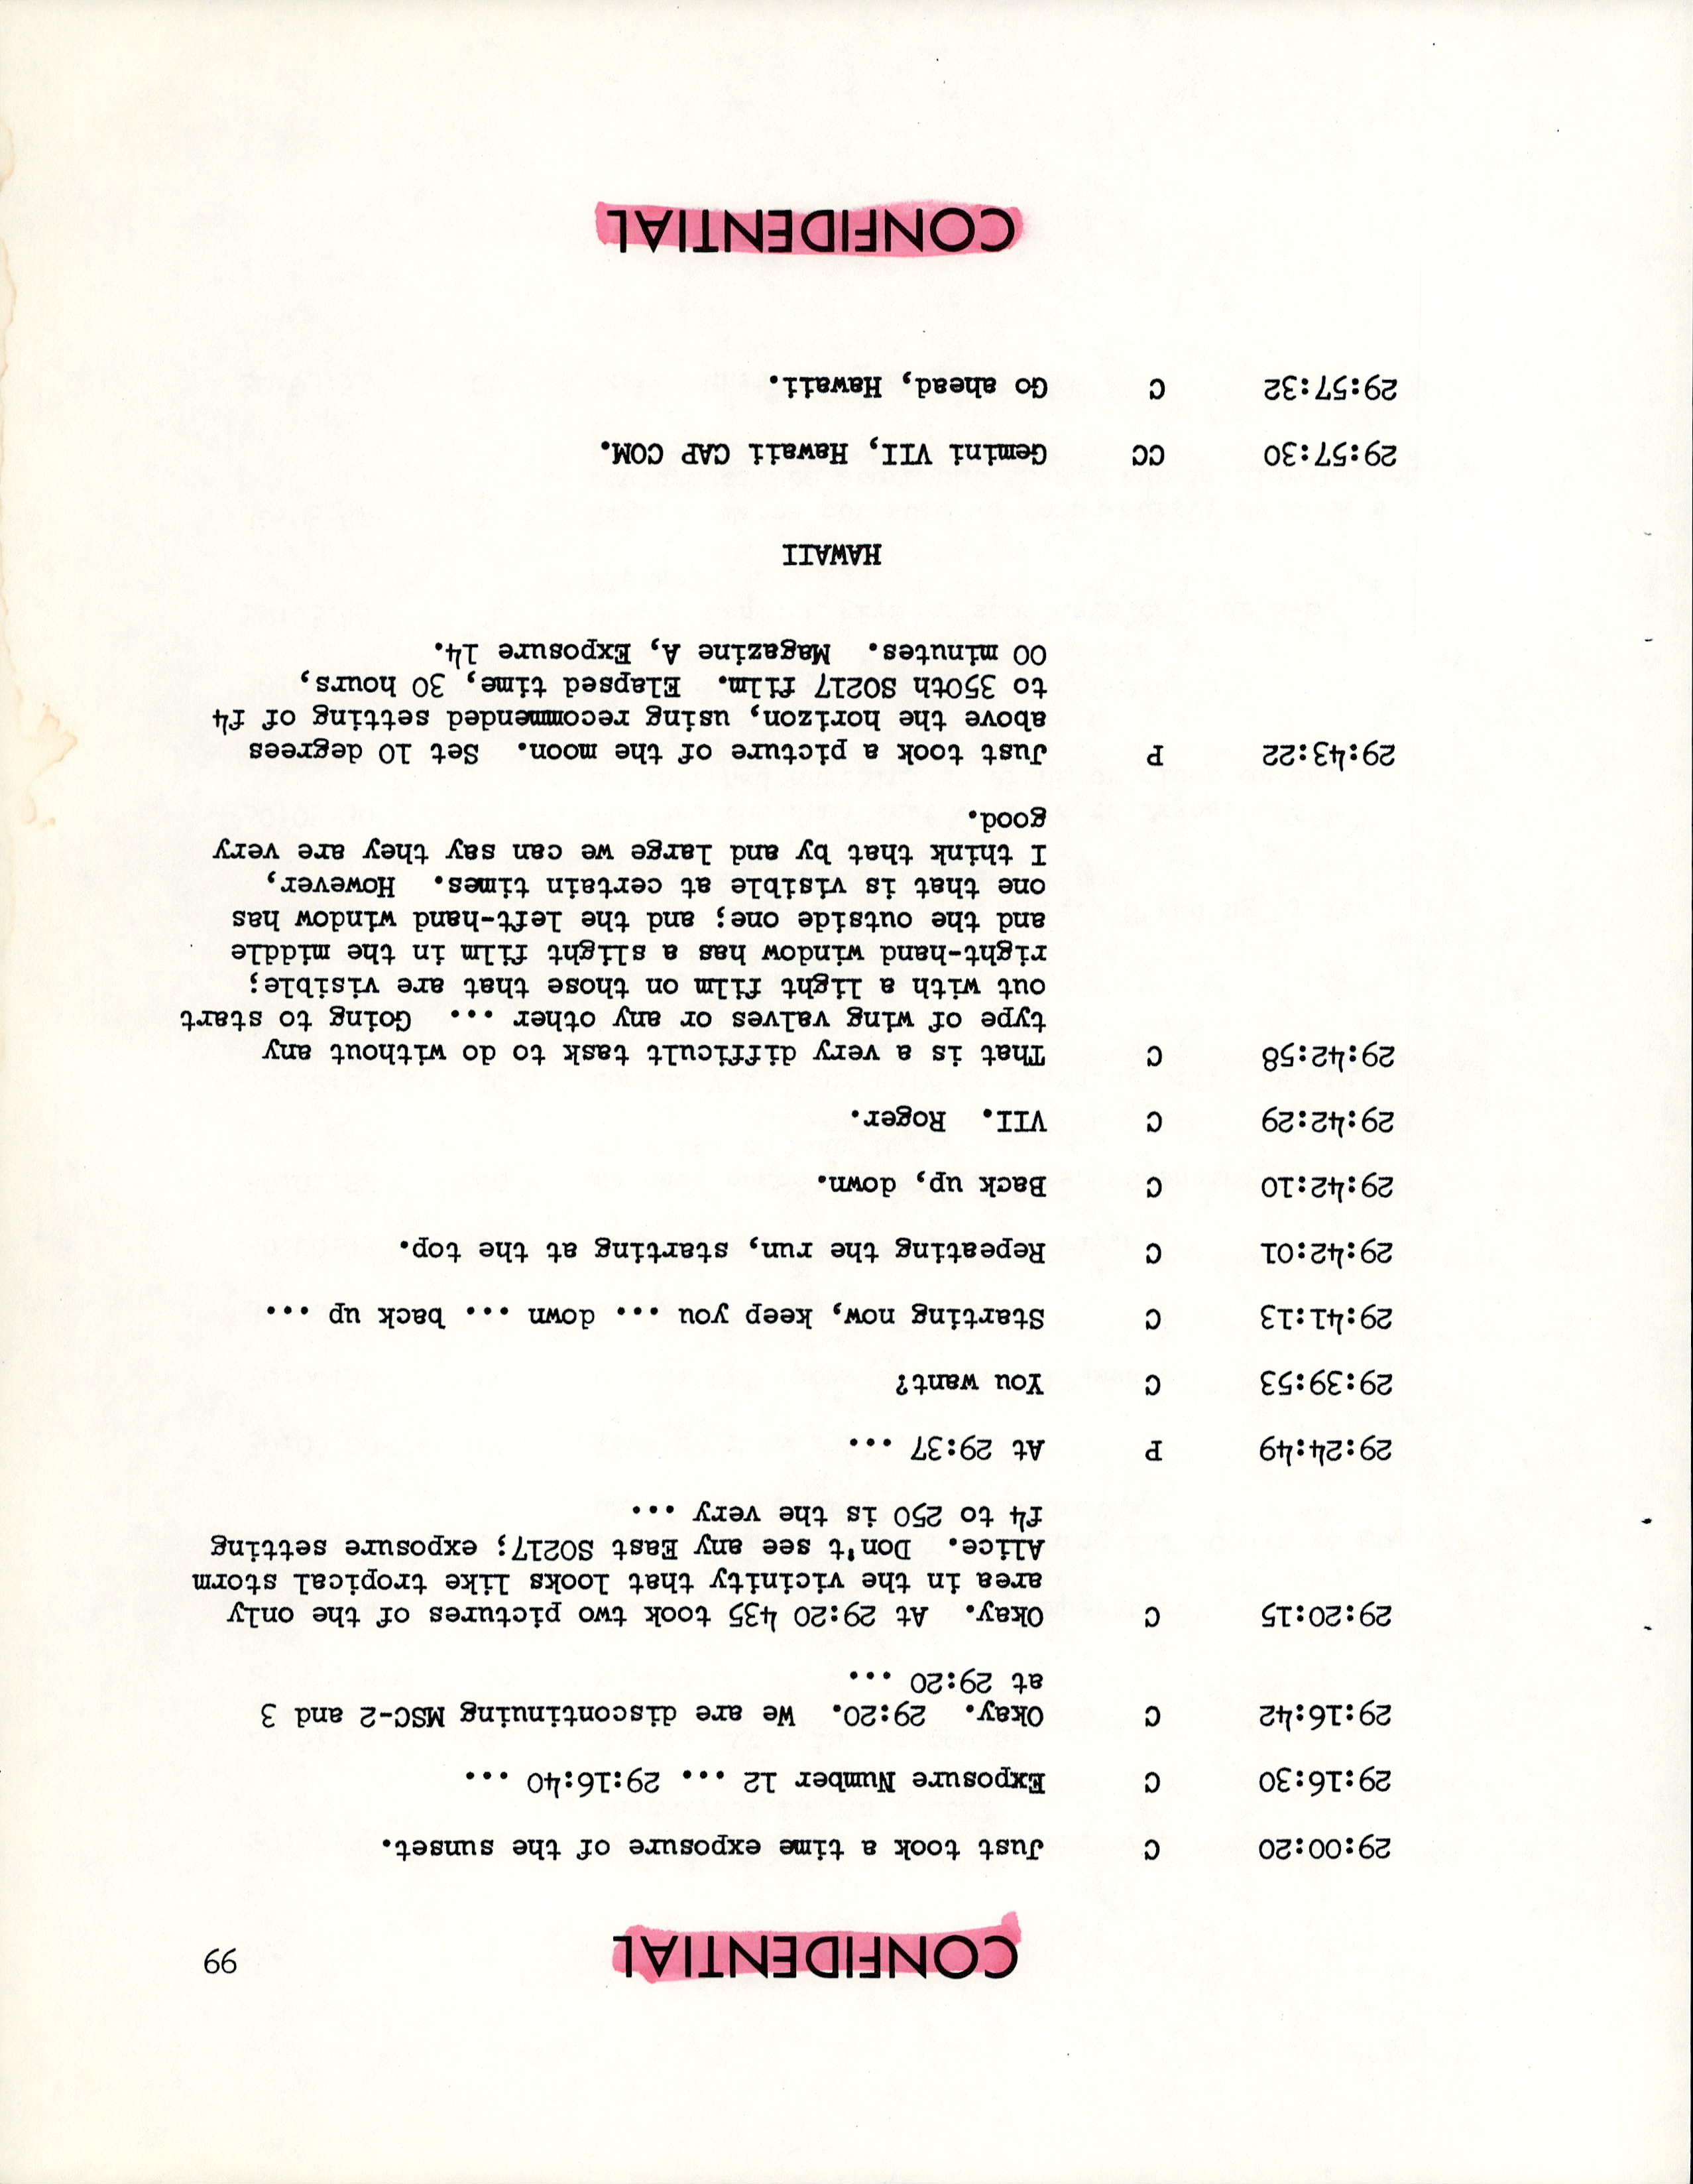 CONFIDENTIAL
99
29:00:20 C Just took a time exposure of the sunset.
29:16:30 C Exposure Number 12 ... 29:16:40 ...
29:16:42 C Okay. 29:20. We are discontinuing MSC-2 and 3
at 29:20 ...
29:20:15 C Okay. At 29:20 435 took two pictures of the only
area in the vicinity that looks like tropical storm
Alice. Don't see any East SO217; exposure setting
f4 to 250 is the very ...
29:24:49 P At 29:37 ...
29:39:53 C You want?
29:41:13 C Starting now, keep you ... down ... back up ...
29:42:01 C Repeating the run, starting at the top.
29:42:10 C Back up, down.
29:42:29 C VII. Roger.
29:42:58 C That is a very difficult task to do without any
type of wing valves or any other ... Going to start
out with a light film on those that are visible;
right-hand window has a slight film in the middle
and the outside one; and the left-hand window has
one that is visible at certain times. However,
I think that by and large we can say they are very
good.
29:43:22 P Just took a picture of the moon. Set 10 degrees
above the horizon, using recommended setting of f4
to 350th SO217 film. Elapsed time, 30 hours,
00 minutes. Magazine A, Exposure 14.
HAWAII
29:57:30 CC Gemini VII, Hawaii CAP COM.
29:57:32 C Go ahead, Hawaii.
CONFIDENTIAL